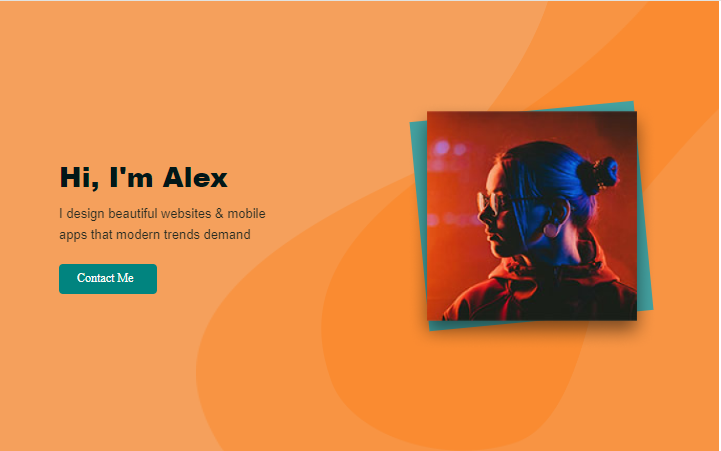 Hi, I'm Alex
I design beautiful websites & mobile
apps that modern trends demand
Contact Me